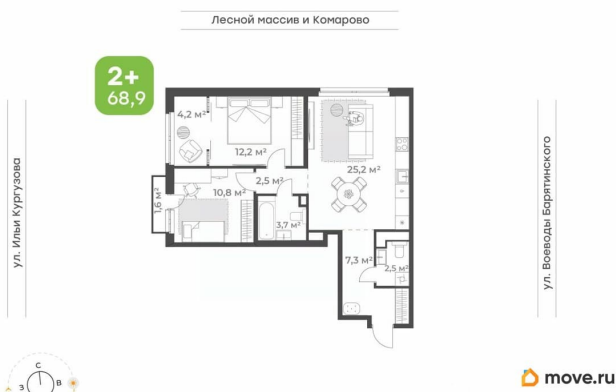 Лесной массив и Комарово
2+
68,9
4,2 м²
12,2 м²
25,2 м²
2,5 м²
10,8 м²
1,6 м²
3,7 м²
7,3 м²
2,5 м²
ул. Ильи Кургузова
ул. Воеводы Барятинского
С
З
В
move.ru